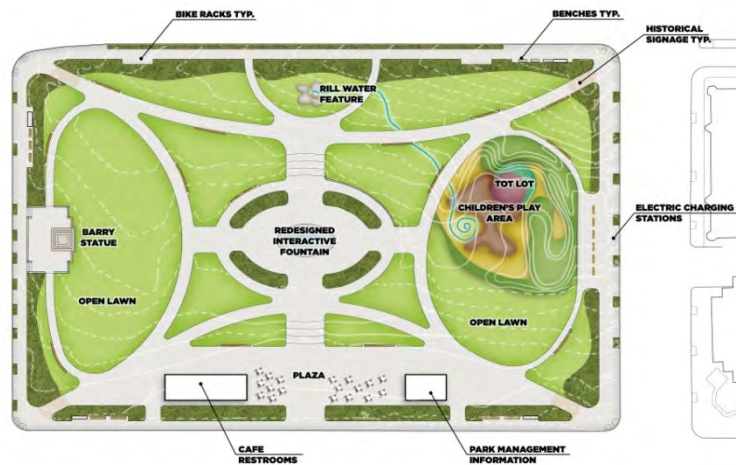 BIKE RACKS TYP.
BENCHES TYP.
HISTORICAL
SIGNAGE TYP.
RILL WATER
FEATURE
TOT LOT
CHILDREN'S PLAY
AREA
ELECTRIC CHARGING
STATIONS
BARRY
STATUE
REDESIGNED
INTERACTIVE
FOUNTAIN
OPEN LAWN
OPEN LAWN
PLAZA
CAFE
RESTROOMS
PARK MANAGEMENT
INFORMATION